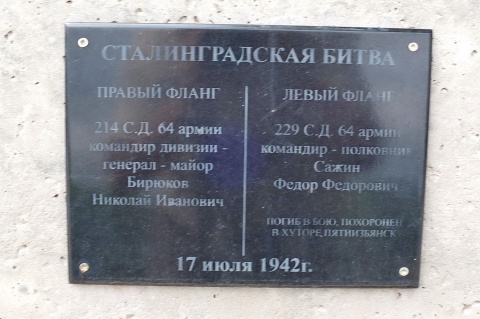 СТАЛИНГРАДСКАЯ БИТВА
ПРАВЫЙ ФЛАНГ
214 С.Д. 64 армии
командир дивизии -
генерал - майор
Бирюков
Николай Иванович
ЛЕВЫЙ ФЛАНГ
229 С.Д. 64 армии
командир - полковник
Сажин
Федор Федорович
ПОГИБ В БОЮ, ПОХОРОНЕН
В ХУТОРЕ ПЯТИИЗБЯНСК
17 июля 1942г.